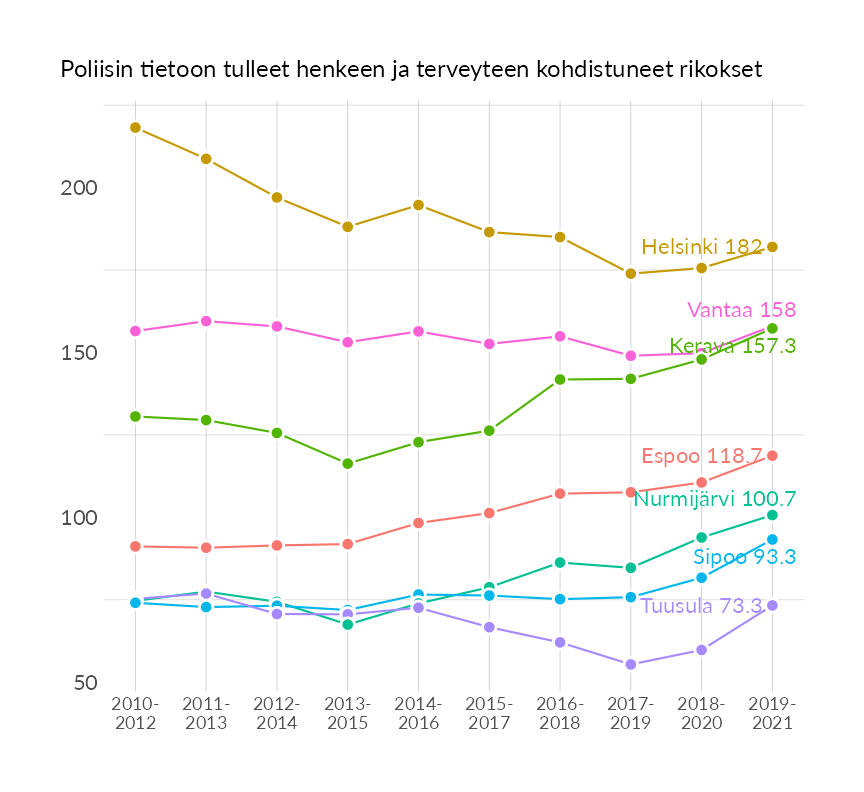 Poliisin tietoon tulleet henkeen ja terveyteen kohdistuneet rikokset
200
150
100
50
Helsinki 182
Vantaa 158
Kerava 157.3
Espoo 118.7
Nurmijärvi 100.7
Sipoo 93.3
Tuusula 73.3
2010- 2011- 2012- 2013- 2014- 2015- 2016- 2017- 2018- 2019-
2012 2013 2014 2015 2016 2017 2018 2019 2020 2021